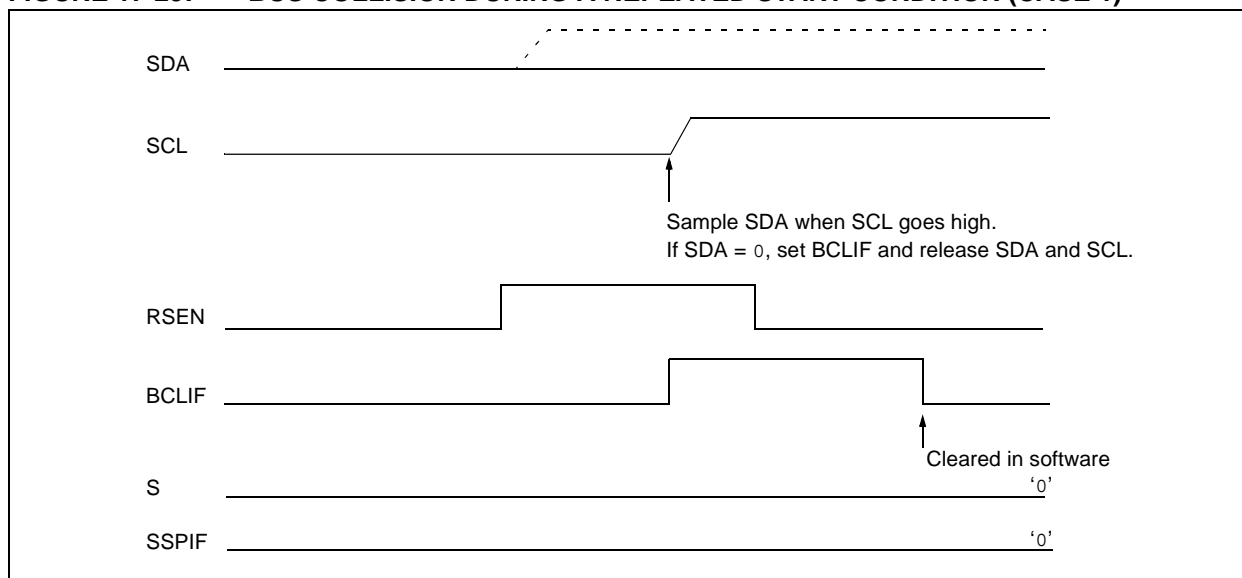 SDA
SCL
Sample SDA when SCL goes high.
If SDA = 0, set BCLIF and release SDA and SCL.
RSEN
BCLIF
Cleared in software
S
'0'
SSPIF
'0'